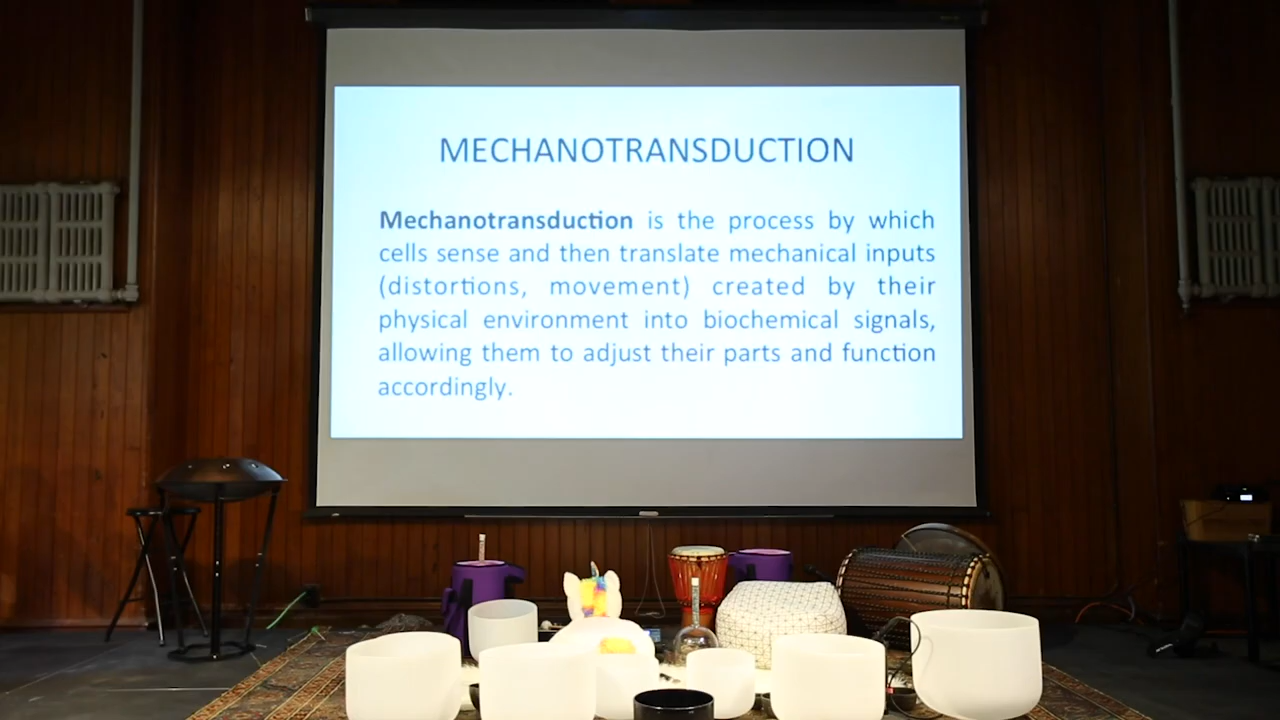 MECHANOTRANSDUCTION
Mechanotransduction is the process by which
cells sense and then translate mechanical inputs
(distortions, movement) created by their
physical environment into biochemical signals,
allowing them to adjust their parts and function
accordingly.